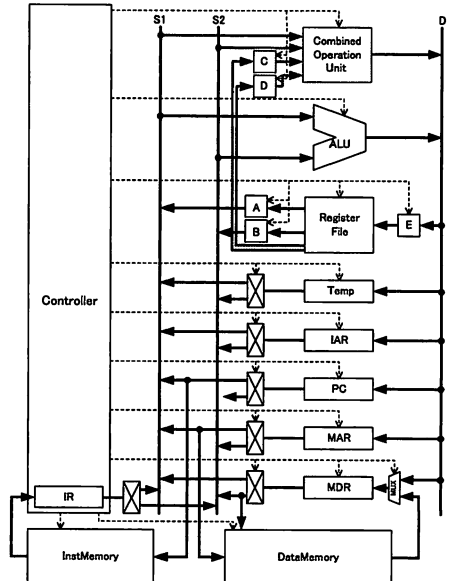 S1
S2
D
Combined
Operation
Unit
C
D
ALU
A
B
Register
File
E
Controller
Temp
IAR
PC
MAR
MDR
MUX
IR
InstMemory
DataMemory